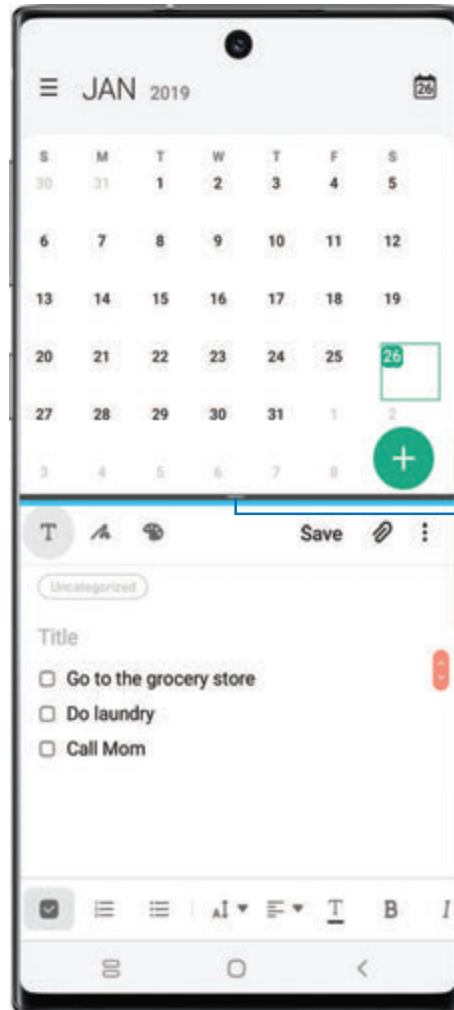 JAN 2019 26
S M T W T F S
30 31 1 2 3 4 5
6 7 8 9 10 11 12
13 14 15 16 17 18 19
20 21 22 23 24 25 26
27 28 29 30 31 1 2
3 4 5 6 7 8
T Save
Uncategorized
Title
Go to the grocery store
Do laundry
Call Mom
AI T B I